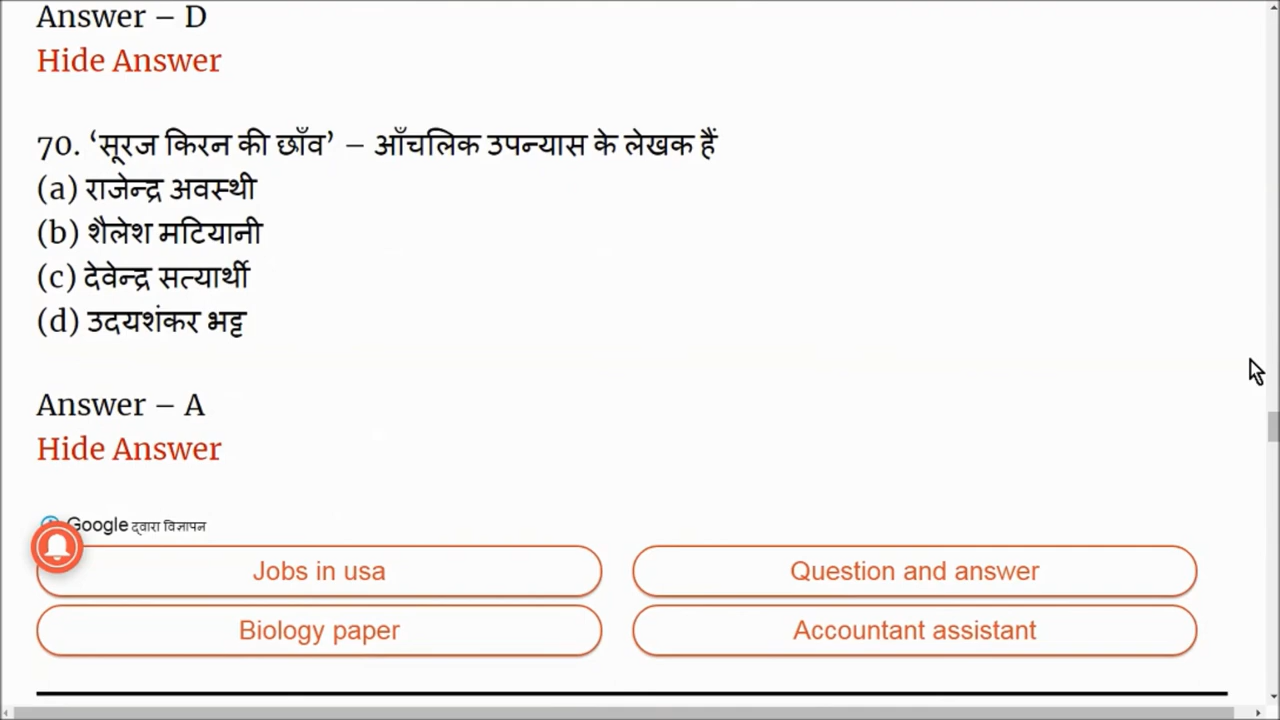 Answer – D
Hide Answer
70. ‘सूरज किरन की छाँव’ – आँचलिक उपन्यास के लेखक हैं
(a) राजेन्द्र अवस्थी
(b) शैलेश मटियानी
(c) देवेन्द्र सत्यार्थी
(d) उदयशंकर भट्ट
Answer – A
Hide Answer
Google द्वारा विज्ञापन
Jobs in usa
Question and answer
Biology paper
Accountant assistant